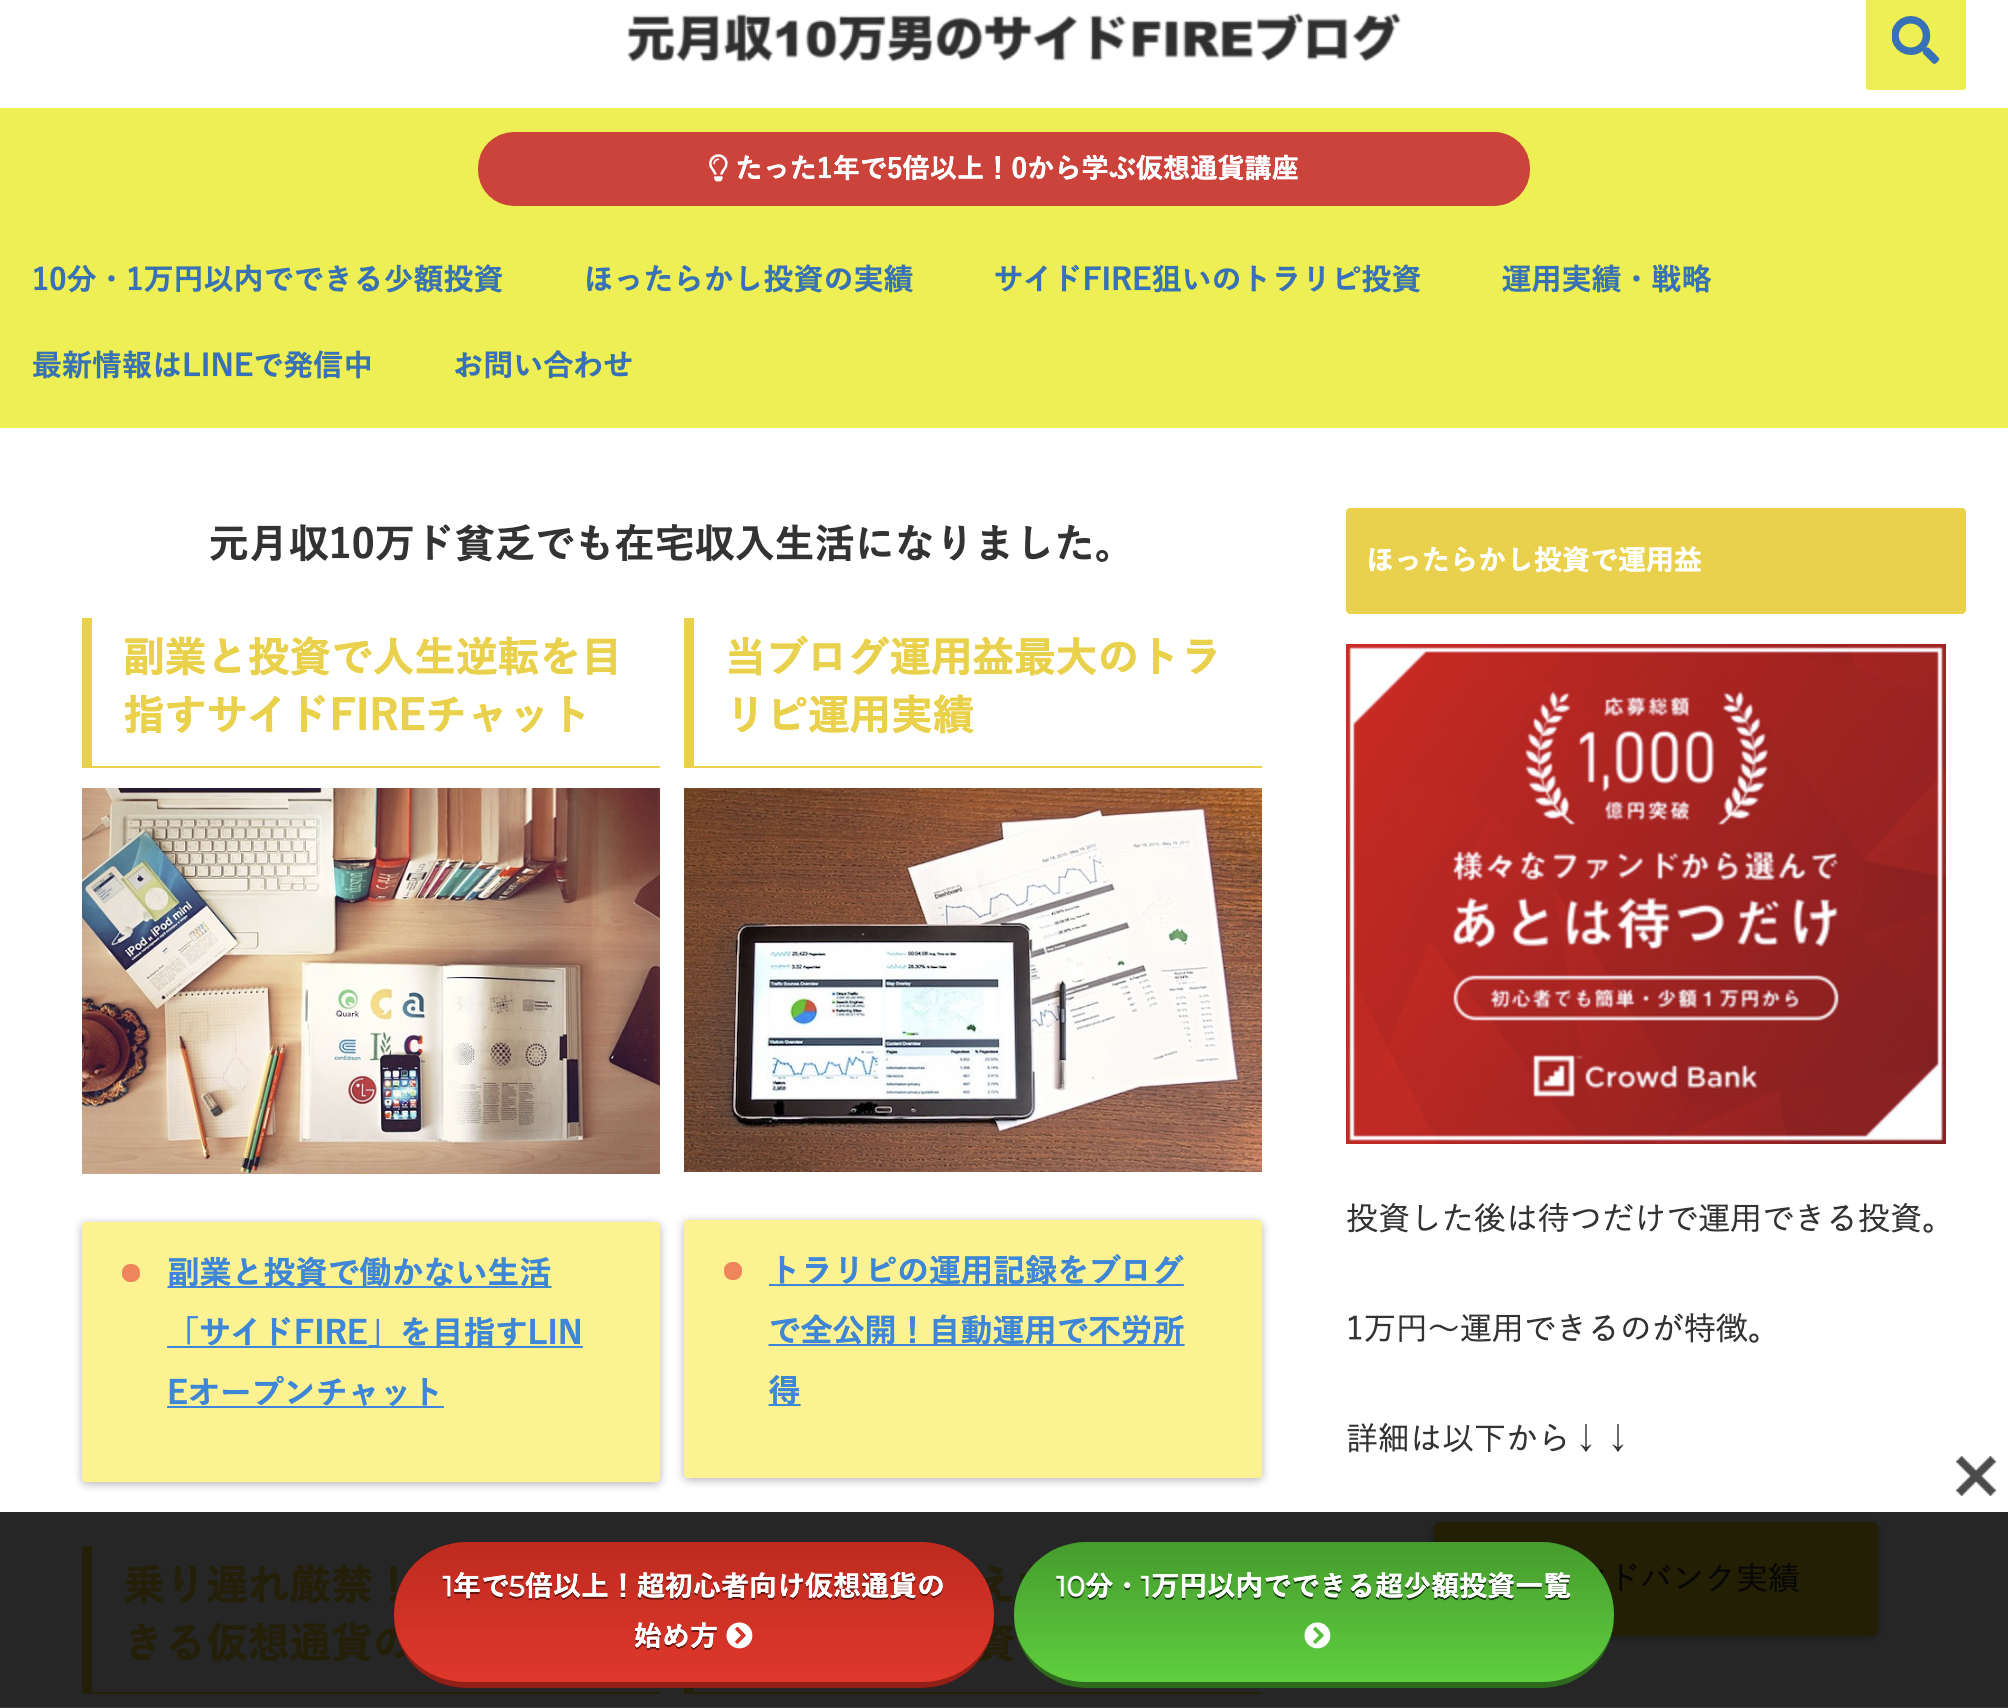 元月収10万男のサイドFIREブログ
たった1年で5倍以上！0から学ぶ仮想通貨講座
10分・1万円以内でできる少額投資
ほったらかし投資の実績
サイドFIRE狙いのトラリピ投資
運用実績・戦略
最新情報はLINEで発信中
お問い合わせ
元月収10万ド貧乏でも在宅収入生活になりました。
副業と投資で人生逆転を目
指すサイドFIREチャット
iPod & iPod mini
Quark
conEdison
LG
副業と投資で働かない生活
「サイドFIRE」を目指すLIN
Eオープンチャット
当ブログ運用益最大のトラ
リピ運用実績
Dashboard
トラリピの運用記録をブログ
で全公開！自動運用で不労所
得
ほったらかし投資で運用益
応募総額
1,000
億円突破
様々なファンドから選んで
あとは待つだけ
初心者でも簡単・少額１万円から
Crowd Bank
投資した後は待つだけで運用できる投資。
1万円〜運用できるのが特徴。
詳細は以下から↓↓
ドバンク実績
乗り遅れ厳禁！
きる仮想通貨の
1年で5倍以上！超初心者向け仮想通貨の
始め方
10分・1万円以内でできる超少額投資一覧